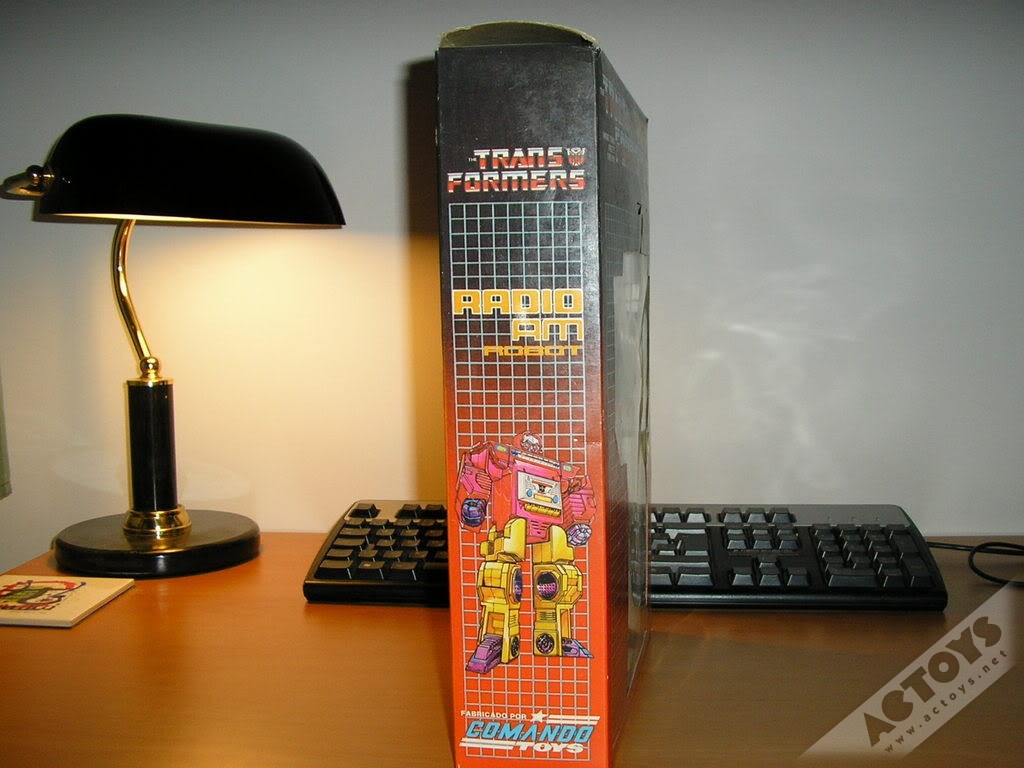 THE TRANS
FORMERS
RADIO
AM
ROBOT
FABRICADO POR
COMANDO
TOYS
ACTOYS
www.actoys.net